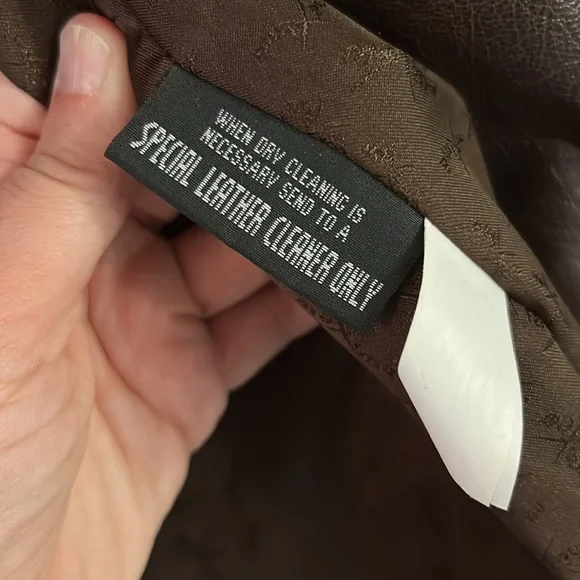 WHEN DRY CLEANING IS
NECESSARY SEND TO A
SPECIAL LEATHER CLEANER ONLY